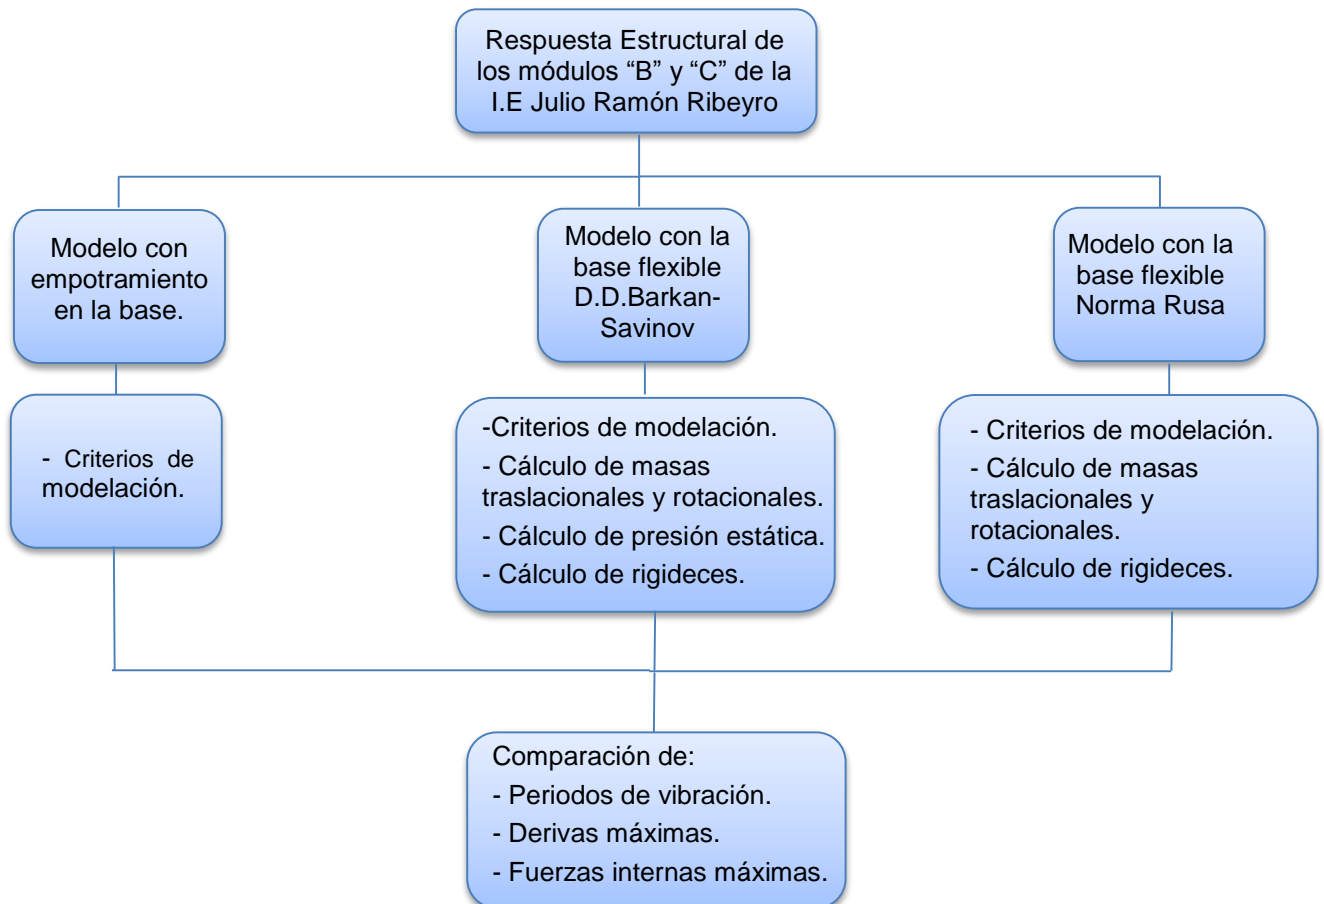 Respuesta Estructural de
los módulos “B” y “C” de la
I.E Julio Ramón Ribeyro
Modelo con
empotramiento
en la base.
Modelo con la
base flexible
D.D.Barkan-
Savinov
Modelo con la
base flexible
Norma Rusa
- Criterios de
modelación.
-Criterios de modelación.
- Cálculo de masas
traslacionales y rotacionales.
- Cálculo de presión estática.
- Cálculo de rigideces.
- Criterios de modelación.
- Cálculo de masas
traslacionales y
rotacionales.
- Cálculo de rigideces.
Comparación de:
- Periodos de vibración.
- Derivas máximas.
- Fuerzas internas máximas.